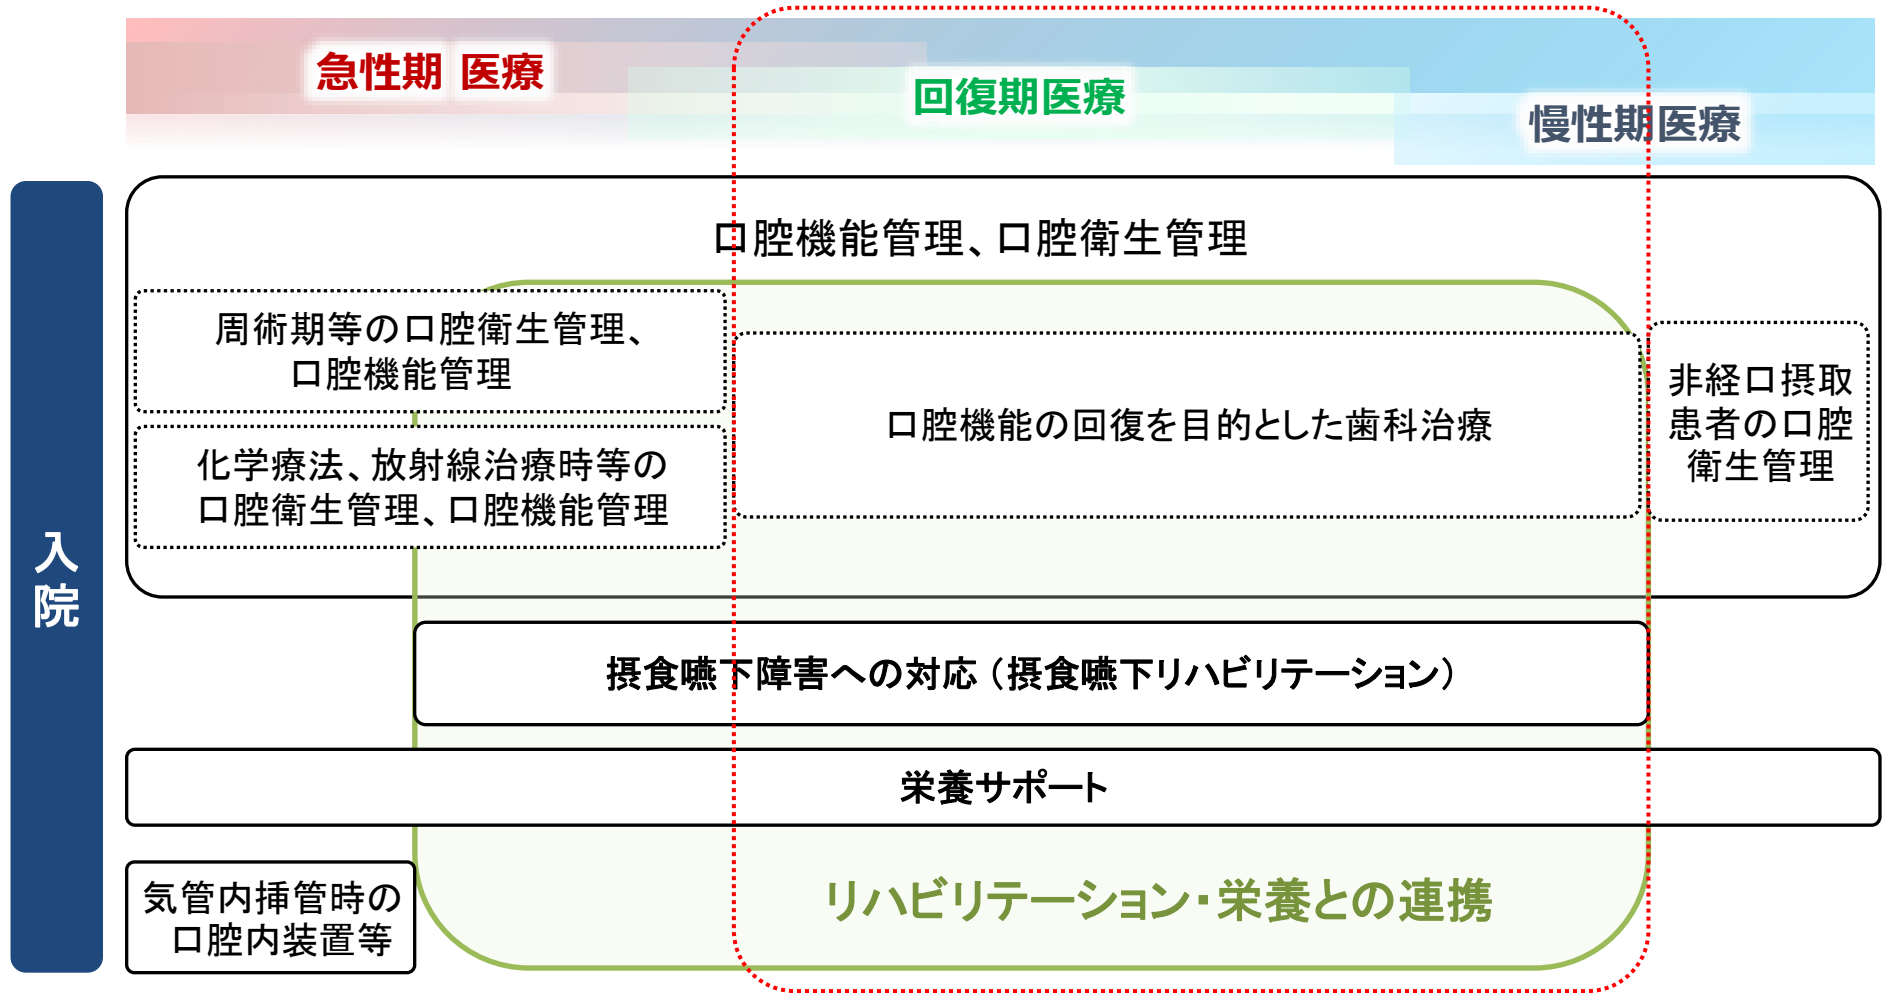 急性期 医療
回復期医療
慢性期医療
入院
口腔機能管理、口腔衛生管理
周術期等の口腔衛生管理、
口腔機能管理
化学療法、放射線治療時等の
口腔衛生管理、口腔機能管理
口腔機能の回復を目的とした歯科治療
非経口摂取
患者の口腔
衛生管理
摂食嚥下障害への対応（摂食嚥下リハビリテーション）
栄養サポート
気管内挿管時の
口腔内装置等
リハビリテーション・栄養との連携